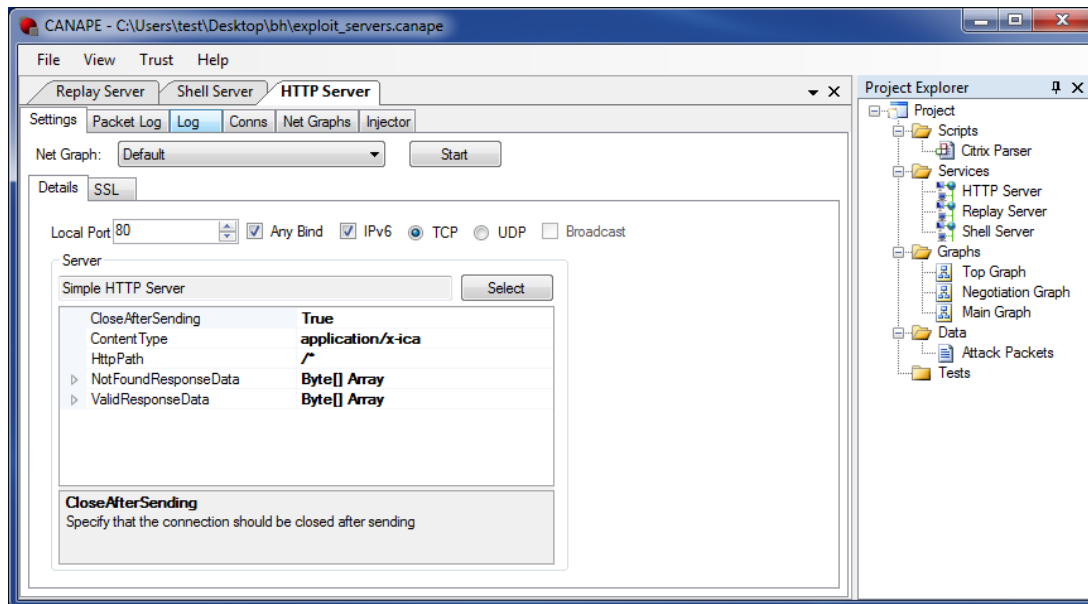 CANAPE - C:\Users\test\Desktop\bh\exploit_servers.canape
File View Trust Help
Replay Server Shell Server HTTP Server
Settings Packet Log Log Conns Net Graphs Injector
Net Graph: Default Start
Details SSL
Local Port 80 Any Bind IPv6 TCP UDP Broadcast
Server
Simple HTTP Server Select
CloseAfterSending True
ContentType application/x-ica
HttpPath /*
NotFoundResponseData Byte[] Array
ValidResponseData Byte[] Array
CloseAfterSending
Specify that the connection should be closed after sending
Project Explorer
Project
Scripts
Citrix Parser
Services
HTTP Server
Replay Server
Shell Server
Graphs
Top Graph
Negotiation Graph
Main Graph
Data
Attack Packets
Tests